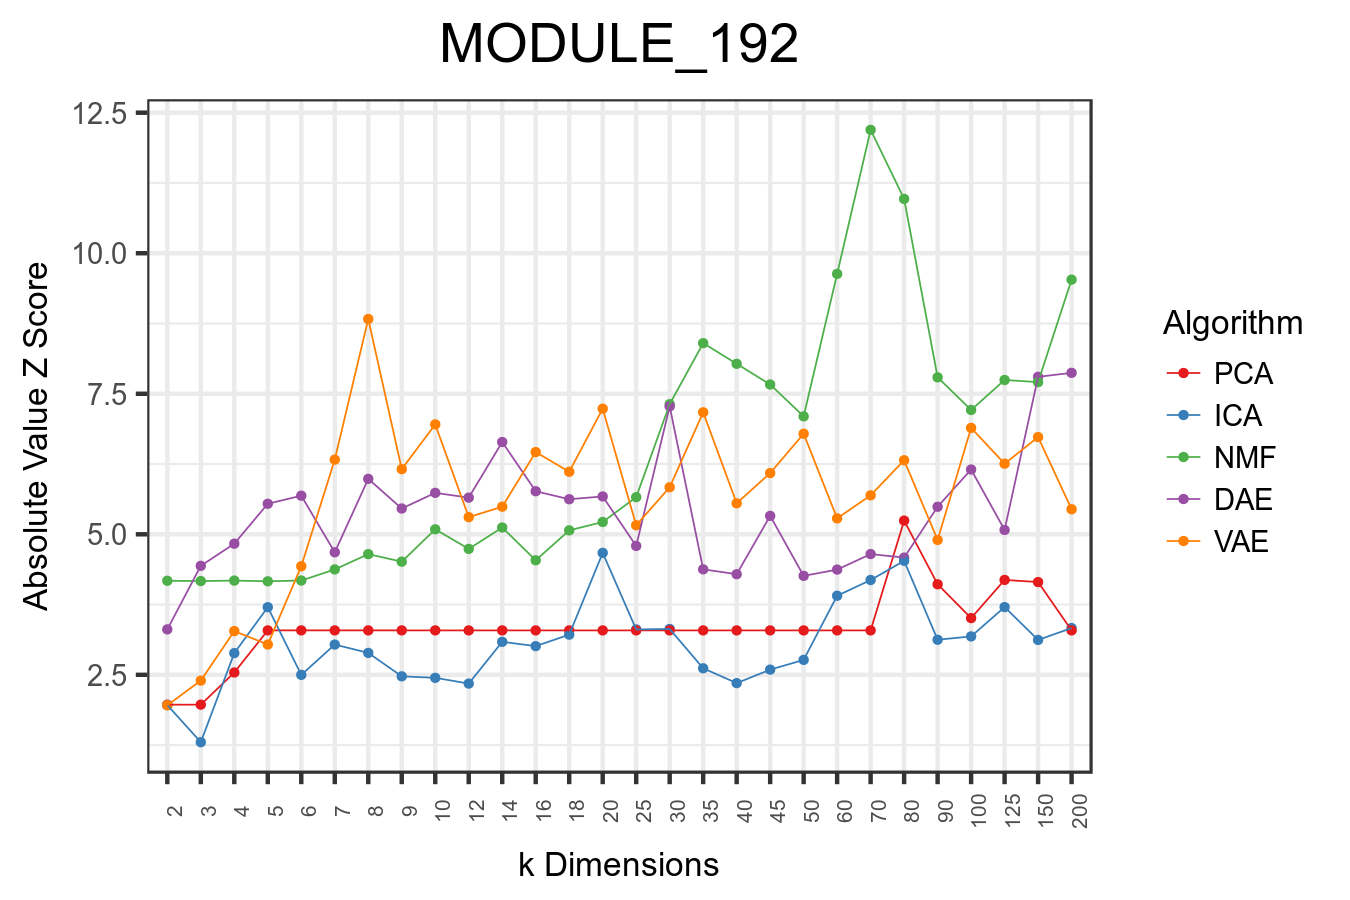 MODULE_192
12.5
10.0
7.5
5.0
2.5
Absolute Value Z Score
2 3 4 5 6 7 8 9 10 12 14 16 18 20 25 30 35 40 45 50 60 70 80 90 100 125 150 200
k Dimensions
Algorithm
PCA
ICA
NMF
DAE
VAE